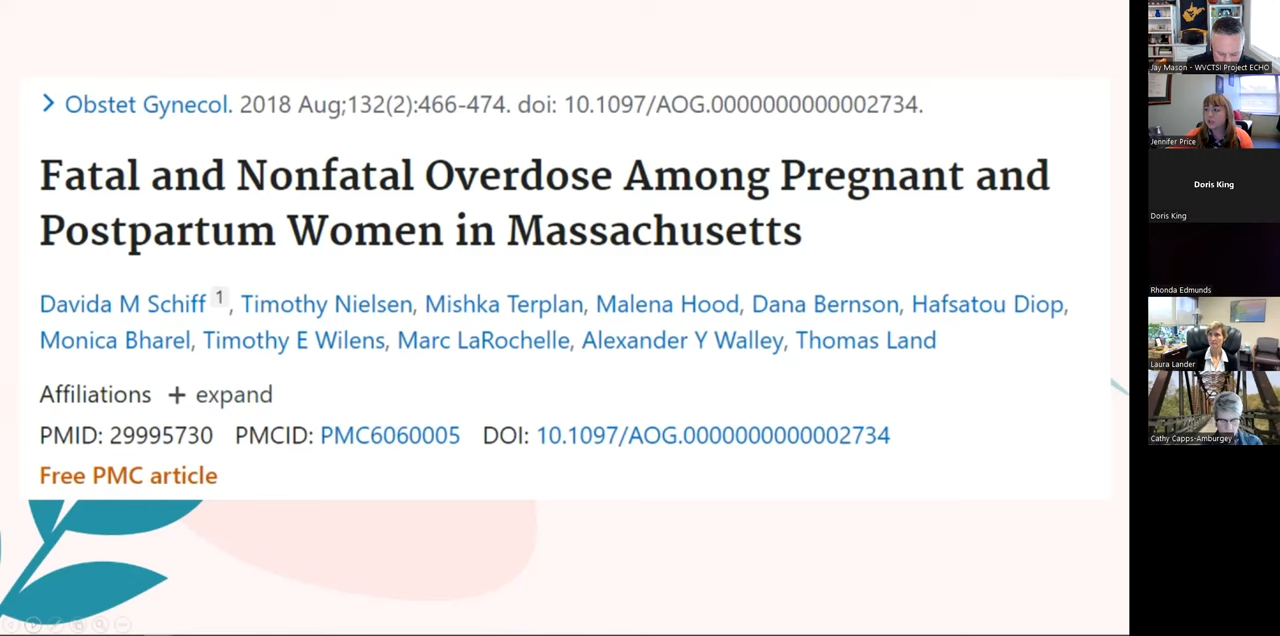 > Obstet Gynecol. 2018 Aug;132(2):466-474. doi: 10.1097/AOG.0000000000002734.
Fatal and Nonfatal Overdose Among Pregnant and
Postpartum Women in Massachusetts
Davida M Schiff 1, Timothy Nielsen, Mishka Terplan, Malena Hood, Dana Bernson, Hafsatou Diop,
Monica Bharel, Timothy E Wilens, Marc LaRochelle, Alexander Y Walley, Thomas Land
Affiliations + expand
PMID: 29995730 PMCID: PMC6060005 DOI: 10.1097/AOG.0000000000002734
Free PMC article
Jay Mason - WVCTSI Project ECHO
Jennifer Price
Doris King
Doris King
Rhonda Edmunds
Laura Lander
Cathy Capps-Amburgey